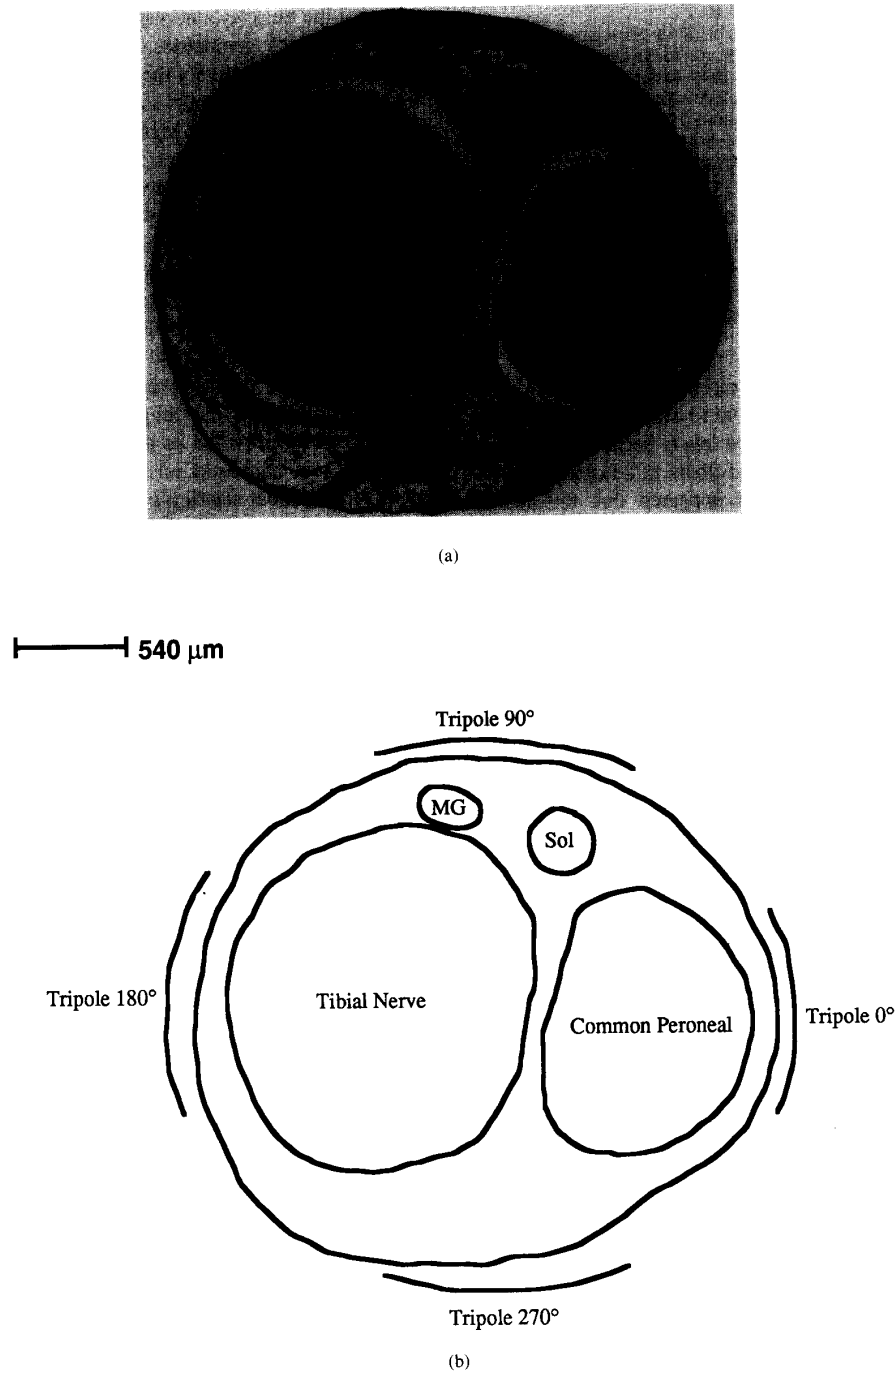 (a)
540 µm
Tripole 90°
MG
Sol
Tripole 180°
Tibial Nerve
Common Peroneal
Tripole 0°
Tripole 270°
(b)